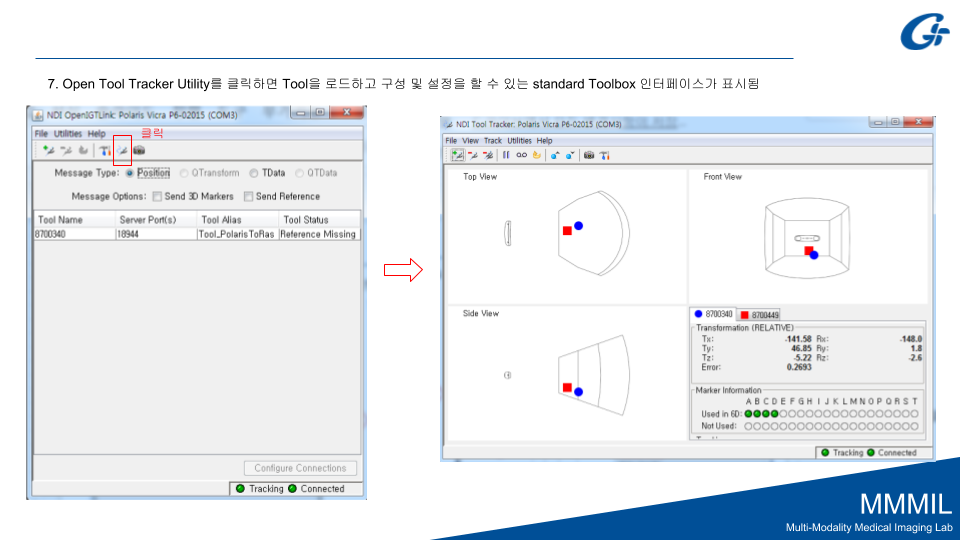 7. Open Tool Tracker Utility를 클릭하면 Tool을 로드하고 구성 및 설정을 할 수 있는 standard Toolbox 인터페이스가 표시됨
NDI OpenIGTLink: Polaris Vicra P6-02015 (COM3)
File Utilities Help
클릭
Message Type: Position QTransform TData QTData
Message Options: Send 3D Markers Send Reference
Tool Name Server Port(s) Tool Alias Tool Status
8700340 18944 Tool_PolarisToRas Reference Missing
Configure Connections
Tracking Connected
NDI Tool Tracker: Polaris Vicra P6-02015 (COM3)
File View Track Utilities Help
Top View
Front View
Side View
8700340 8700449
Transformation (RELATIVE)
Tx: -141.58 Rx: -148.0
Ty: 46.85 Ry: 1.8
Tz: -5.22 Rz: -2.6
Error: 0.2693
Marker Information
A B C D E F G H I J K L M N O P Q R S T
Used in 6D:
Not Used:
Tracking Connected
MMMIL
Multi-Modality Medical Imaging Lab